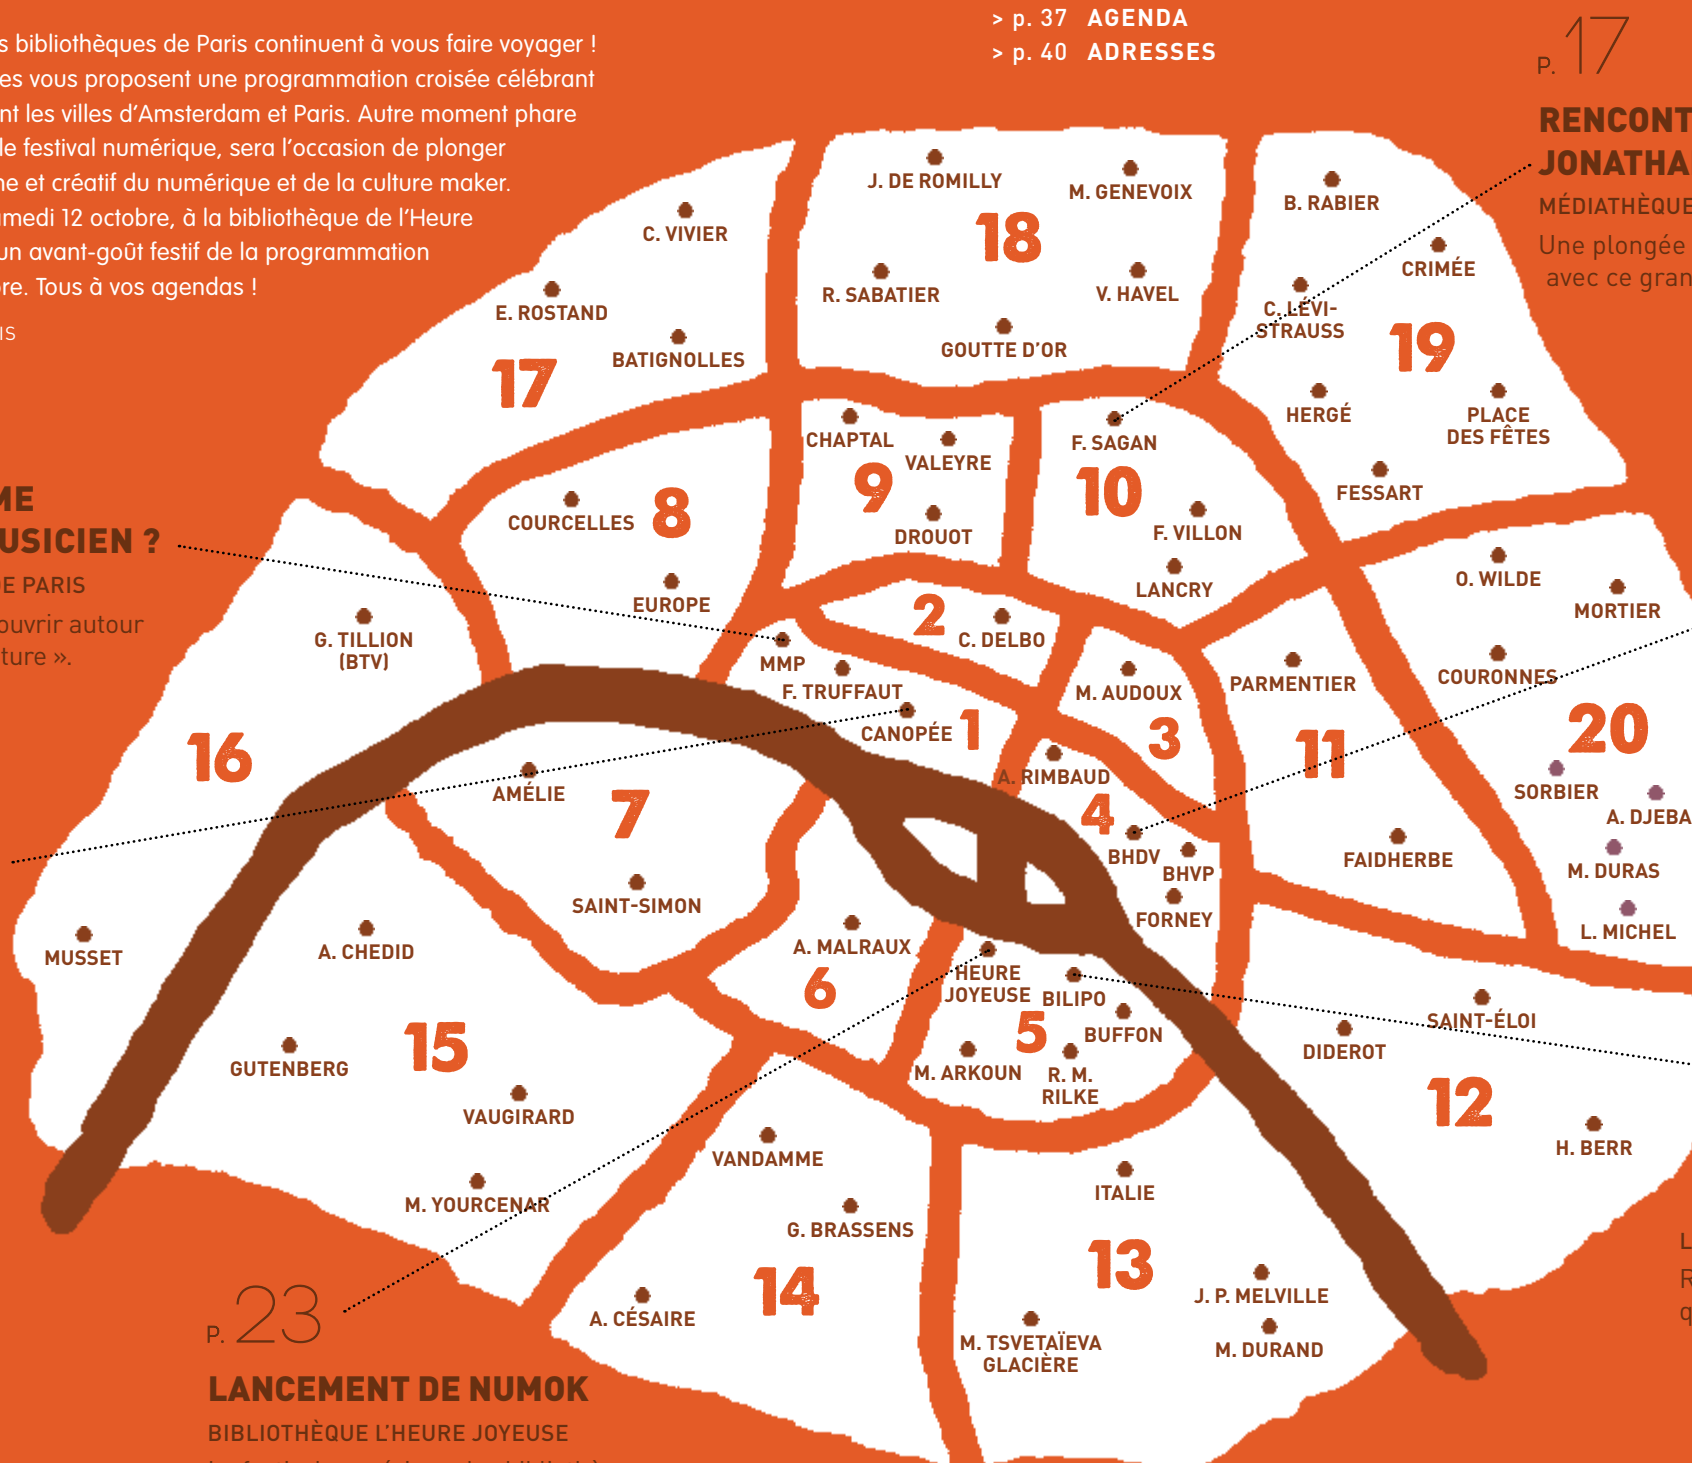 s bibliothèques de Paris continuent à vous faire voyager !
es vous proposent une programmation croisée célébrant
nt les villes d’Amsterdam et Paris. Autre moment phare
le festival numérique, sera l’occasion de plonger
ne et créatif du numérique et de la culture maker.
medi 12 octobre, à la bibliothèque de l’Heure
un avant-goût festif de la programmation
re. Tous à vos agendas !
IS
> p. 37 AGENDA
> p. 40 ADRESSES
P. 17
RENCONT
JONATHA
MÉDIATHÈQUE
Une plongée
avec ce gran
ME
USICIEN ?
DE PARIS
ouvrir autour
ture ».
C. VIVIER
E. ROSTAND
BATIGNOLLES
17
J. DE ROMILLY
M. GENEVOIX
18
R. SABATIER
V. HAVEL
GOUTTE D’OR
B. RABIER
CRIMÉE
C. LÉVI-
STRAUSS
19
HERGÉ
PLACE
DES FÊTES
FESSART
COURCELLES
8
EUROPE
CHAPTAL
VALEYRE
9
DROUOT
F. SAGAN
10
F. VILLON
LANCRY
2
C. DELBO
G. TILLION
(BTV)
16
MUSSET
MMP
F. TRUFFAUT
CANOPÉE
1
M. AUDOUX
3
A. RIMBAUD
4
BHDV
BHVP
FORNEY
PARMENTIER
11
FAIDHERBE
O. WILDE
MORTIER
COURONNES
20
SORBIER
A. DJEBA
M. DURAS
L. MICHEL
AMÉLIE
7
SAINT-SIMON
A. MALRAUX
6
HEURE
JOYEUSE
BILIPO
5
BUFFON
M. ARKOUN
R. M.
RILKE
A. CHEDID
15
GUTENBERG
VAUGIRARD
M. YOURCENAR
SAINT-ÉLOI
DIDEROT
12
H. BERR
VANDAMME
G. BRASSENS
14
A. CÉSAIRE
ITALIE
13
J. P. MELVILLE
M. TSVETAÏEVA
GLACIÈRE
M. DURAND
P. 23
LANCEMENT DE NUMOK
BIBLIOTHÈQUE L’HEURE JOYEUSE
L
R
q